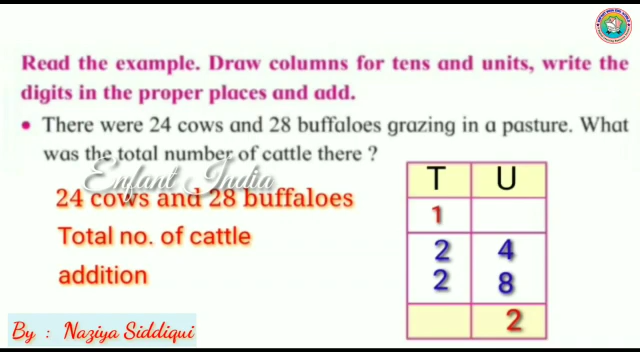 Read the example. Draw columns for tens and units, write the
digits in the proper places and add.
• There were 24 cows and 28 buffaloes grazing in a pasture. What
was the total number of cattle there ?
Enfant India
24 cows and 28 buffaloes
Total no. of cattle
addition
T U
1
2 4
2 8
2
By : Naziya Siddiqui